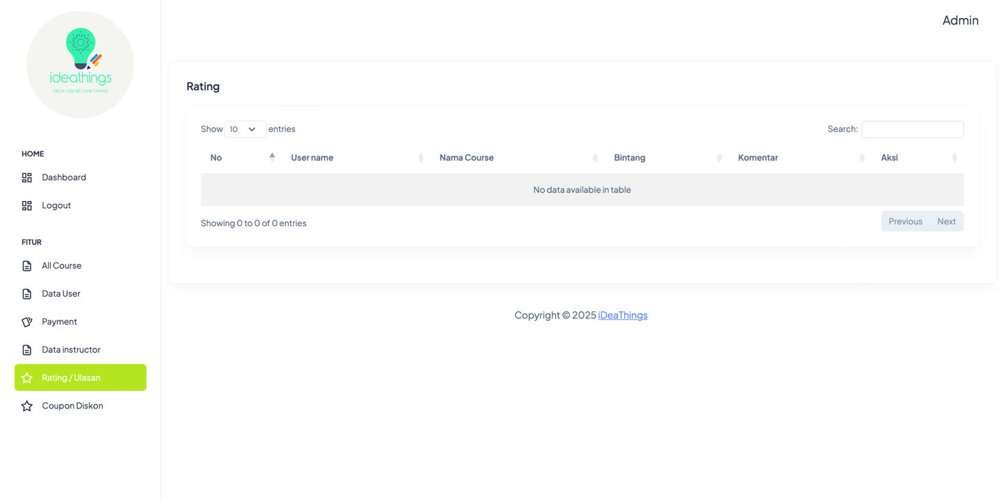 ideathings
FROM IDEA BECOME THINGS
HOME
Dashboard
Logout
FITUR
All Course
Data User
Payment
Data instructor
Rating / Ulasan
Coupon Diskon
Admin
Rating
Show 10 entries
Search:
No User name Nama Course Bintang Komentar Aksi
No data available in table
Showing 0 to 0 of 0 entries
Previous Next
Copyright © 2025 iDeaThings